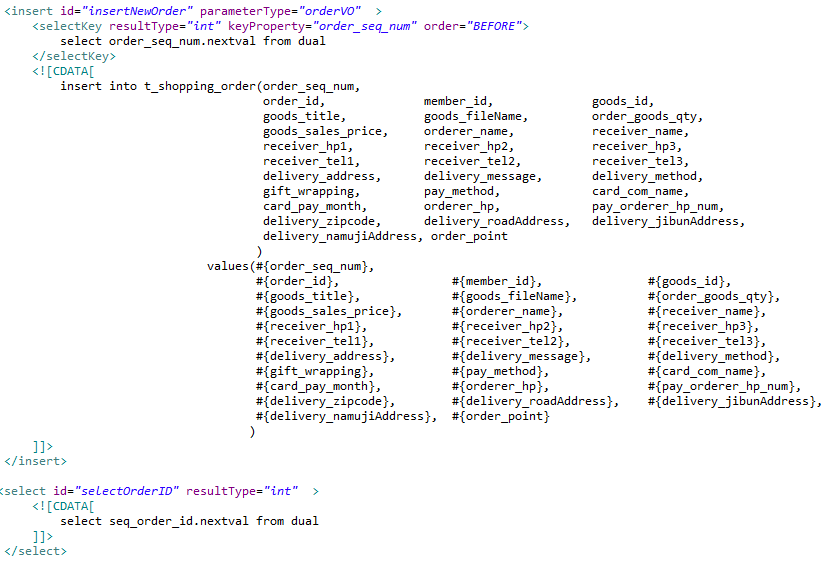 <insert id="insertNewOrder" parameterType="orderVO"  >
    <selectKey resultType="int" keyProperty="order_seq_num" order="BEFORE">
        select order_seq_num.nextval from dual
    </selectKey>
    <![CDATA[
        insert into t_shopping_order(order_seq_num,
                                     order_id,              member_id,              goods_id,
                                     goods_title,           goods_fileName,         order_goods_qty,
                                     goods_sales_price,     orderer_name,           receiver_name,
                                     receiver_hp1,          receiver_hp2,           receiver_hp3,
                                     receiver_tel1,         receiver_tel2,          receiver_tel3,
                                     delivery_address,      delivery_message,       delivery_method,
                                     gift_wrapping,         pay_method,             card_com_name,
                                     card_pay_month,        orderer_hp,             pay_orderer_hp_num,
                                     delivery_zipcode,      delivery_roadAddress,   delivery_jibunAddress,
                                     delivery_namujiAddress, order_point
                                    )
                             values(#{order_seq_num},
                                    #{order_id},                #{member_id},               #{goods_id},
                                    #{goods_title},             #{goods_fileName},          #{order_goods_qty},
                                    #{goods_sales_price},       #{orderer_name},            #{receiver_name},
                                    #{receiver_hp1},            #{receiver_hp2},            #{receiver_hp3},
                                    #{receiver_tel1},           #{receiver_tel2},           #{receiver_tel3},
                                    #{delivery_address},        #{delivery_message},        #{delivery_method},
                                    #{gift_wrapping},           #{pay_method},              #{card_com_name},
                                    #{card_pay_month},          #{orderer_hp},              #{pay_orderer_hp_num},
                                    #{delivery_zipcode},        #{delivery_roadAddress},    #{delivery_jibunAddress},
                                    #{delivery_namujiAddress},  #{order_point}
                                   )
    ]]>
</insert>
<select id="selectOrderID" resultType="int"  >
    <![CDATA[
        select seq_order_id.nextval from dual
    ]]>
</select>